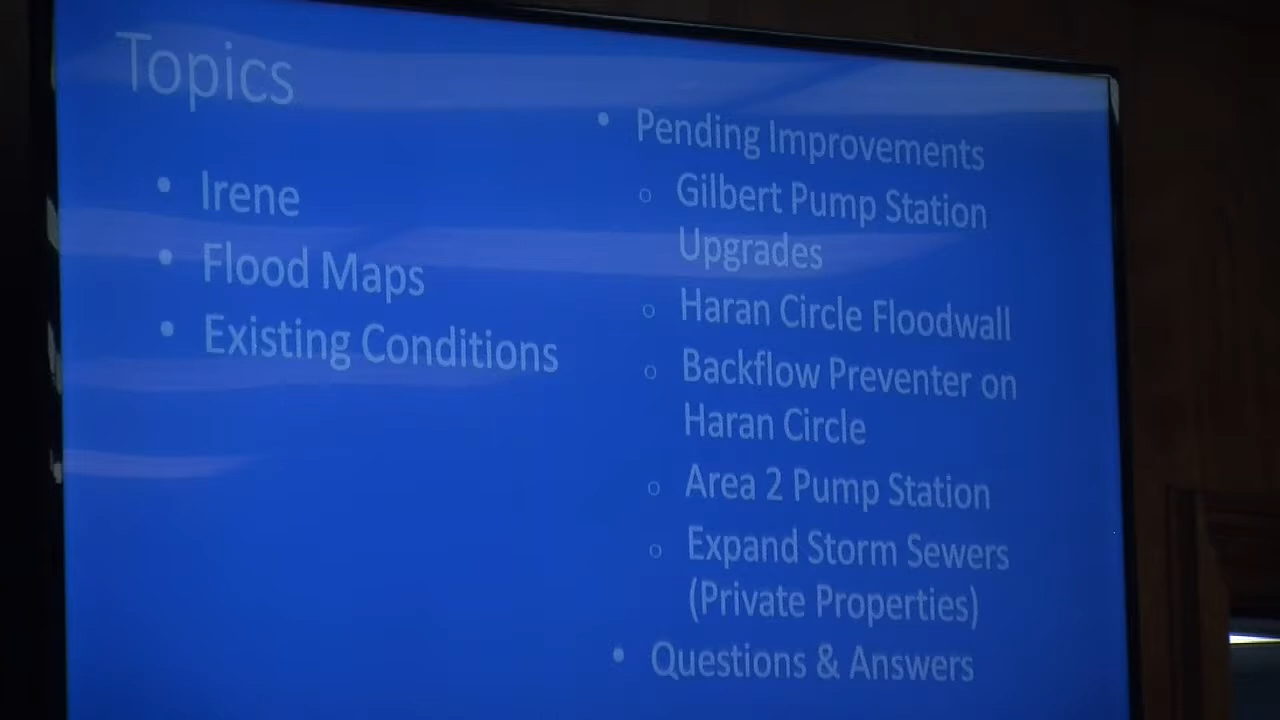 Topics
• Irene
• Flood Maps
• Existing Conditions
• Pending Improvements
o Gilbert Pump Station
Upgrades
o Haran Circle Floodwall
o Backflow Preventer on
Haran Circle
o Area 2 Pump Station
o Expand Storm Sewers
(Private Properties)
• Questions & Answers